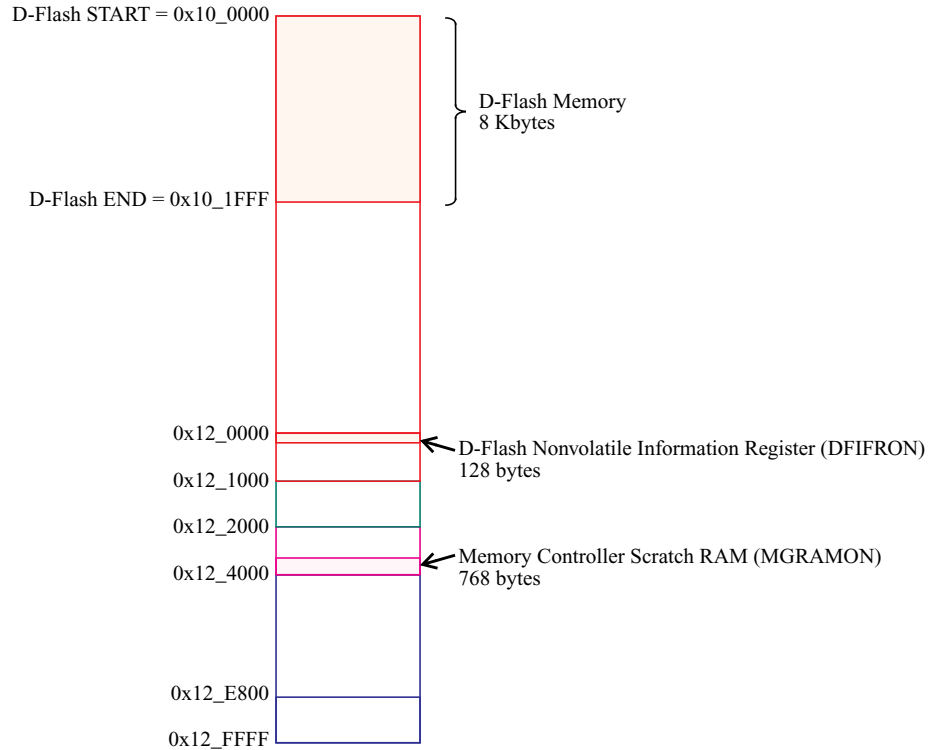 D-Flash START = 0x10_0000
D-Flash Memory
8 Kbytes
D-Flash END = 0x10_1FFF
0x12_0000
D-Flash Nonvolatile Information Register (DFIFRON)
128 bytes
0x12_1000
0x12_2000
Memory Controller Scratch RAM (MGRAMON)
0x12_4000
768 bytes
0x12_E800
0x12_FFFF